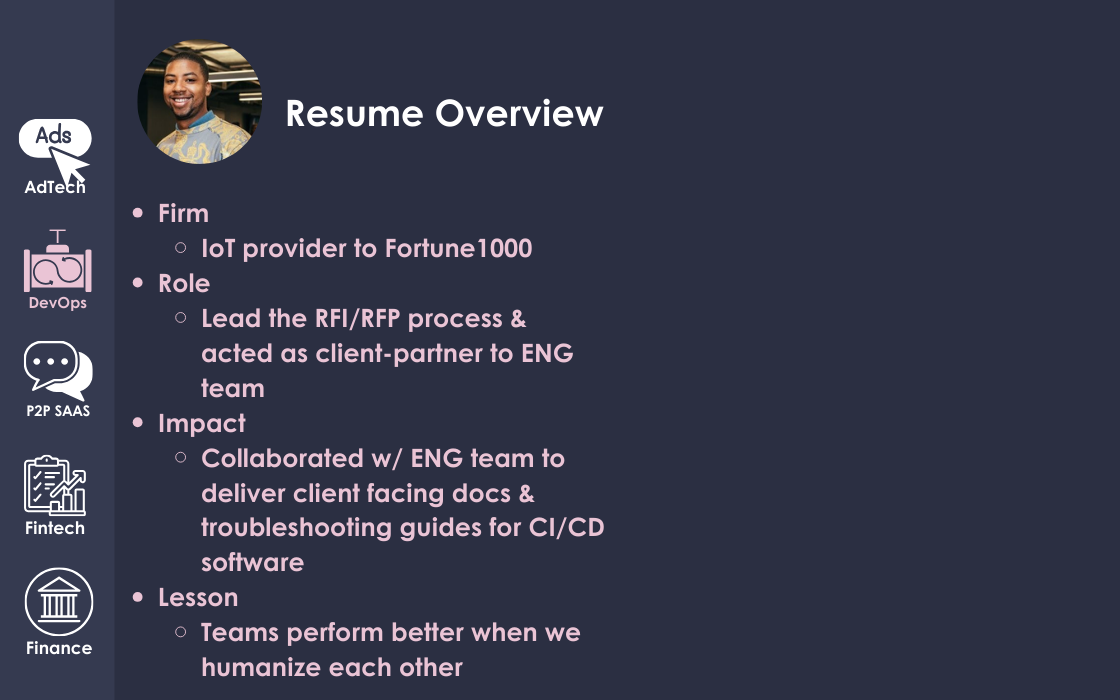 Resume Overview
Ads
AdTech
DevOps
P2P SAAS
Fintech
Finance
• Firm
○ IoT provider to Fortune1000
• Role
○ Lead the RFI/RFP process &
acted as client-partner to ENG
team
• Impact
○ Collaborated w/ ENG team to
deliver client facing docs &
troubleshooting guides for CI/CD
software
• Lesson
○ Teams perform better when we
humanize each other